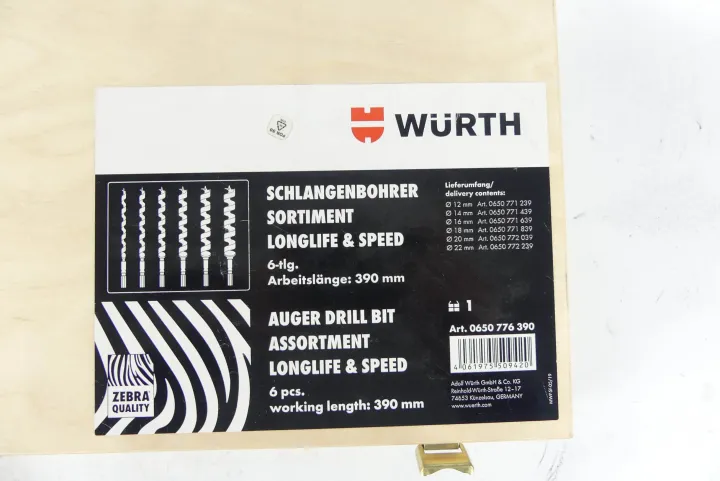 WÜRTH
SCHLANGENBOHRER
SORTIMENT
LONGLIFE & SPEED
6-tlg.
Arbeitslänge: 390 mm
AUGER DRILL BIT
ASSORTMENT
LONGLIFE & SPEED
6 pcs.
working length: 390 mm
ZEBRA
QUALITY
Lieferumfang/
delivery contents:
Ø 12 mm Art. 0650 771 239
Ø 14 mm Art. 0650 771 439
Ø 16 mm Art. 0650 771 639
Ø 18 mm Art. 0650 771 839
Ø 20 mm Art. 0650 772 039
Ø 22 mm Art. 0650 772 239
1
Art. 0650 776 390
4 061975 509420
Adolf Würth GmbH & Co. KG
Reinhold-Würth-Straße 12–17
74653 Künzelsau, GERMANY
www.wuerth.com